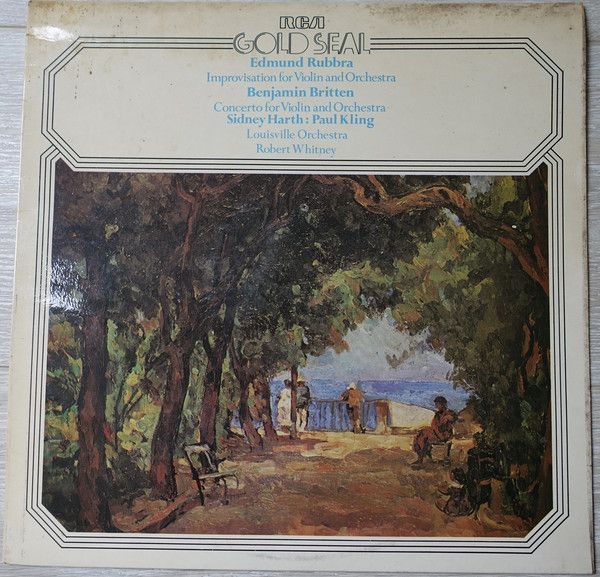 RCA
GOLD SEAL
Edmund Rubbra
Improvisation for Violin and Orchestra
Benjamin Britten
Concerto for Violin and Orchestra
Sidney Harth : Paul Kling
Louisville Orchestra
Robert Whitney